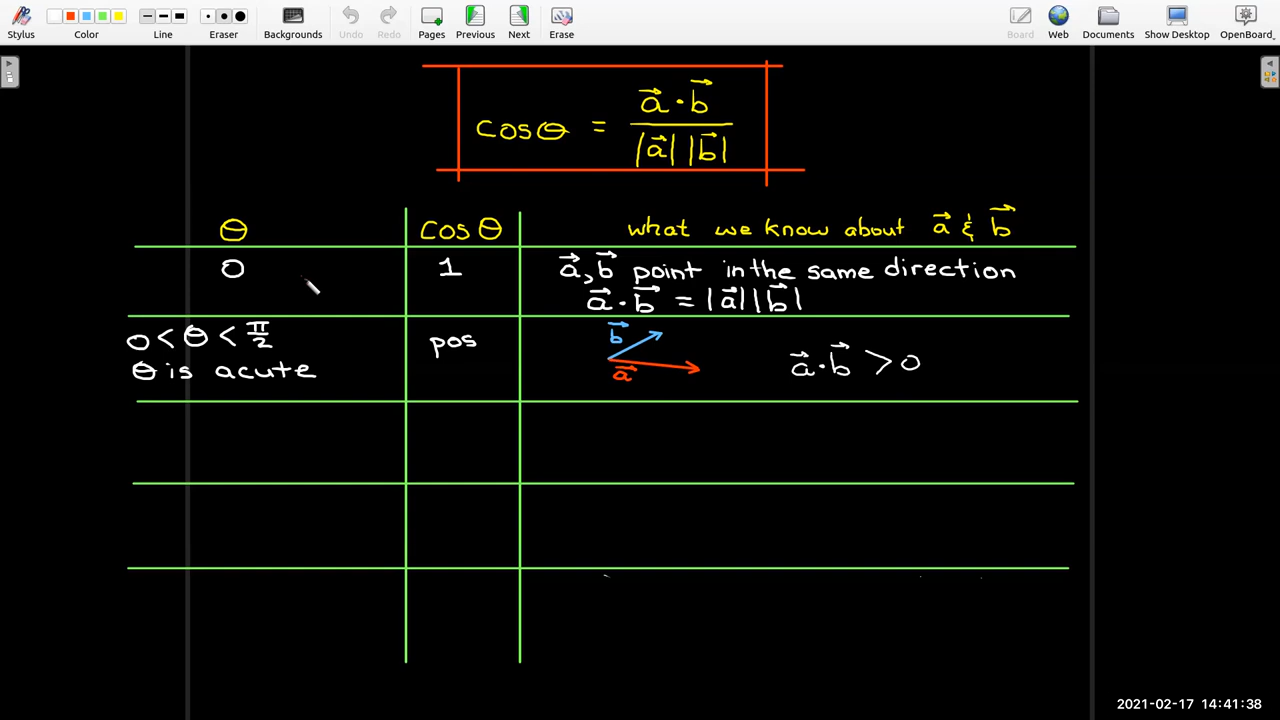 Stylus Color Line Eraser Backgrounds Undo Redo Pages Previous Next Erase Board Web Documents Show Desktop OpenBoard
cosθ = a⃗·b⃗ / |a⃗| |b⃗|
θ cosθ what we know about a⃗ & b⃗
0 1 a⃗, b⃗ point in the same direction
a⃗·b⃗ = |a⃗| |b⃗|
0 < θ < π/2 pos b⃗ a⃗ a⃗·b⃗ > 0
θ is acute
2021-02-17 14:41:38